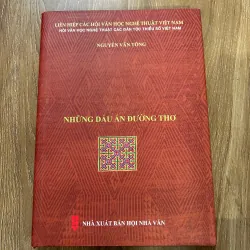 LIÊN HIỆP CÁC HỘI VĂN HỌC NGHỆ THUẬT VIỆT NAM
HỘI VĂN HỌC NGHỆ THUẬT CÁC DÂN TỘC THIỂU SỐ VIỆT NAM
NGUYỄN VĂN TÔNG
NHỮNG DẤU ẤN ĐƯỜNG THƠ
NHÀ XUẤT BẢN HỘI NHÀ VĂN